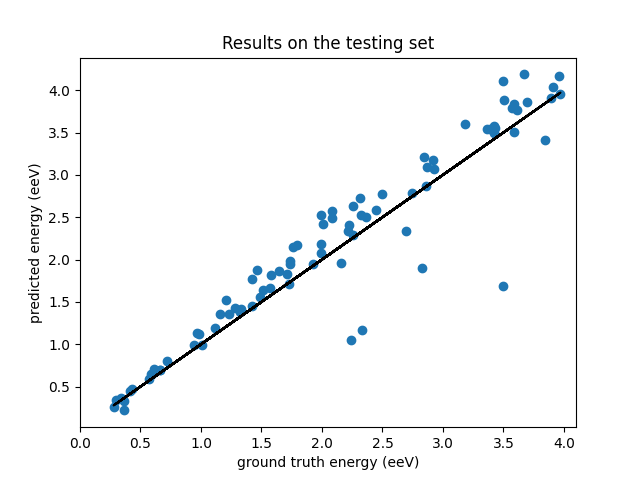 Results on the testing set
predicted energy (eeV)
4.0
3.5
3.0
2.5
2.0
1.5
1.0
0.5
0.0 0.5 1.0 1.5 2.0 2.5 3.0 3.5 4.0
ground truth energy (eeV)